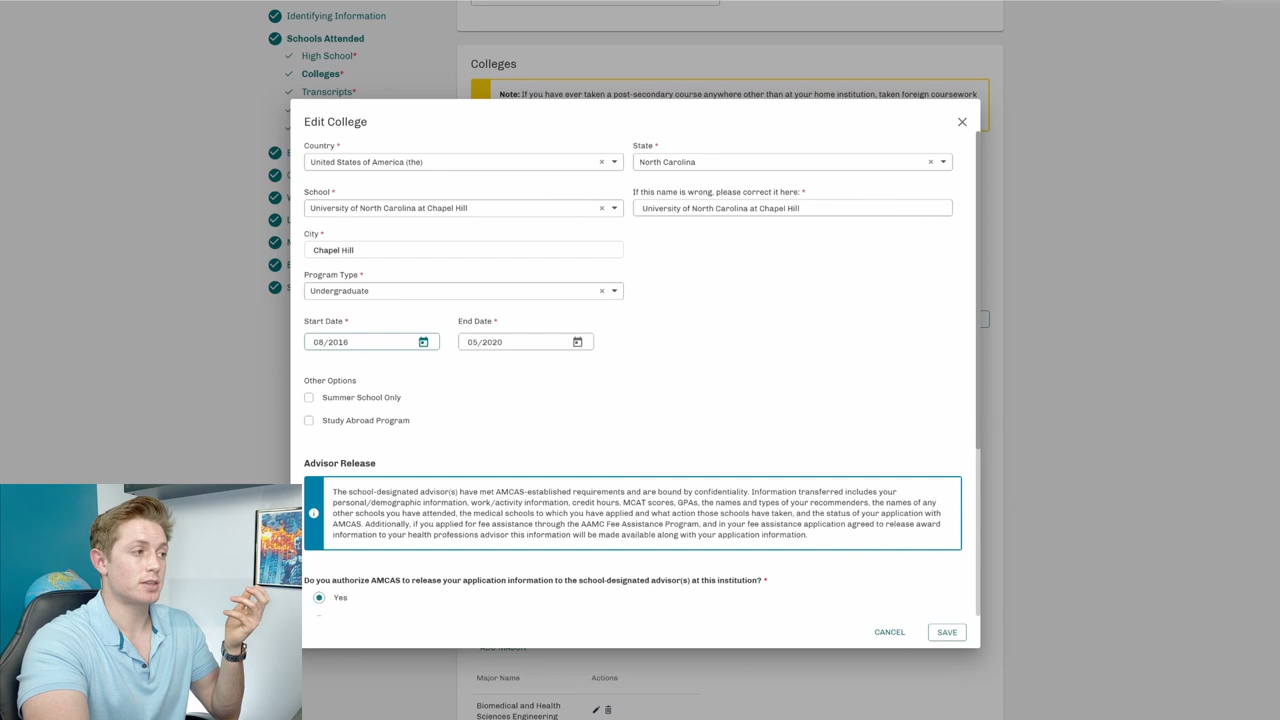 Identifying Information
Schools Attended
High School*
Colleges*
Transcripts*
Colleges
Note: If you have ever taken a post-secondary course anywhere other than at your home institution, taken foreign coursework
Edit College
Country *
State *
United States of America (the)
North Carolina
School *
If this name is wrong, please correct it here: *
University of North Carolina at Chapel Hill
University of North Carolina at Chapel Hill
City *
Chapel Hill
Program Type *
Undergraduate
Start Date *
End Date *
08/2016
05/2020
Other Options
Summer School Only
Study Abroad Program
Advisor Release
The school-designated advisor(s) have met AMCAS-established requirements and are bound by confidentiality. Information transferred includes your
personal/demographic information, work/activity information, credit hours, MCAT scores, GPAs, the names and types of your recommenders, the names of any
other schools you have attended, the medical schools to which you have applied and what action those schools have taken, and the status of your application with
AMCAS. Additionally, if you applied for fee assistance through the AAMC Fee Assistance Program, and in your fee assistance application agreed to release award
information to your health professions advisor this information will be made available along with your application information.
Do you authorize AMCAS to release your application information to the school-designated advisor(s) at this institution? *
Yes
CANCEL
SAVE
Major Name
Actions
Biomedical and Health
Sciences Engineering